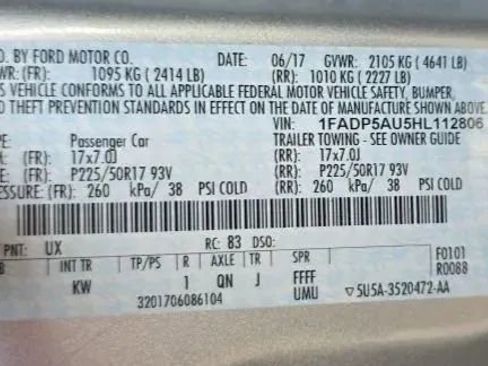 D. BY FORD MOTOR CO. DATE: 06/17 GVWR: 2105 KG ( 4641 LB)
WR: (FR): 1095 KG ( 2414 LB) (RR): 1010 KG ( 2227 LB)
S VEHICLE CONFORMS TO ALL APPLICABLE FEDERAL MOTOR VEHICLE SAFETY, BUMPER,
D THEFT PREVENTION STANDARDS IN EFFECT ON THE DATE OF MANUFACTURE ABOVE.
VIN: 1FADP5AU5HL112806
PE: Passenger Car TRAILER TOWING - SEE OWNER GUIDE
(FR): 17x7.0J (RR): 17x7.0J
E: (FR): P225/50R17 93V (RR): P225/50R17 93V
RESSURE: (FR): 260 kPa/ 38 PSI COLD (RR): 260 kPa/ 38 PSI COLD
PNT: UX RC: 83 DSO: F0101
B INT TR TP/PS R AXLE TR SPR R0088
KW 1 QN J FFFF
3201706086104 UMU ▽ 5U5A-3520472-AA